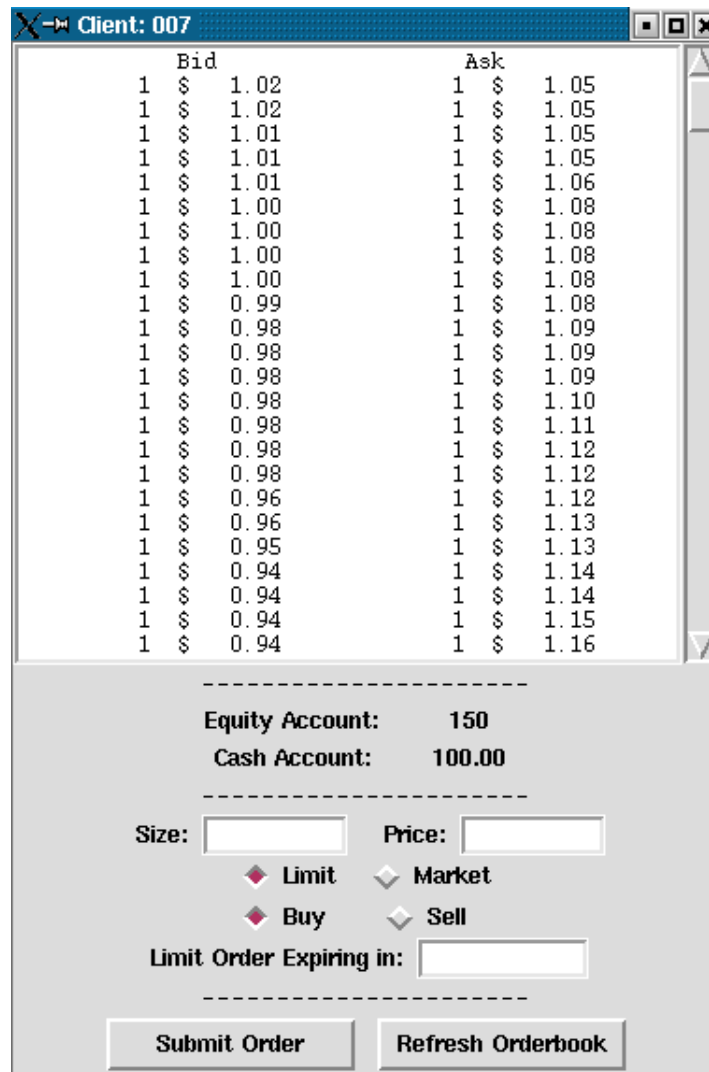 Client: 007
Bid Ask
1 $ 1.02 1 $ 1.05
1 $ 1.02 1 $ 1.05
1 $ 1.01 1 $ 1.05
1 $ 1.01 1 $ 1.05
1 $ 1.01 1 $ 1.06
1 $ 1.00 1 $ 1.08
1 $ 1.00 1 $ 1.08
1 $ 1.00 1 $ 1.08
1 $ 1.00 1 $ 1.08
1 $ 0.99 1 $ 1.08
1 $ 0.98 1 $ 1.09
1 $ 0.98 1 $ 1.09
1 $ 0.98 1 $ 1.09
1 $ 0.98 1 $ 1.10
1 $ 0.98 1 $ 1.11
1 $ 0.98 1 $ 1.12
1 $ 0.98 1 $ 1.12
1 $ 0.96 1 $ 1.12
1 $ 0.96 1 $ 1.13
1 $ 0.95 1 $ 1.13
1 $ 0.94 1 $ 1.14
1 $ 0.94 1 $ 1.14
1 $ 0.94 1 $ 1.15
1 $ 0.94 1 $ 1.16
----------------------
Equity Account: 150
Cash Account: 100.00
----------------------
Size: Price:
Limit Market
Buy Sell
Limit Order Expiring in:
----------------------
Submit Order Refresh Orderbook